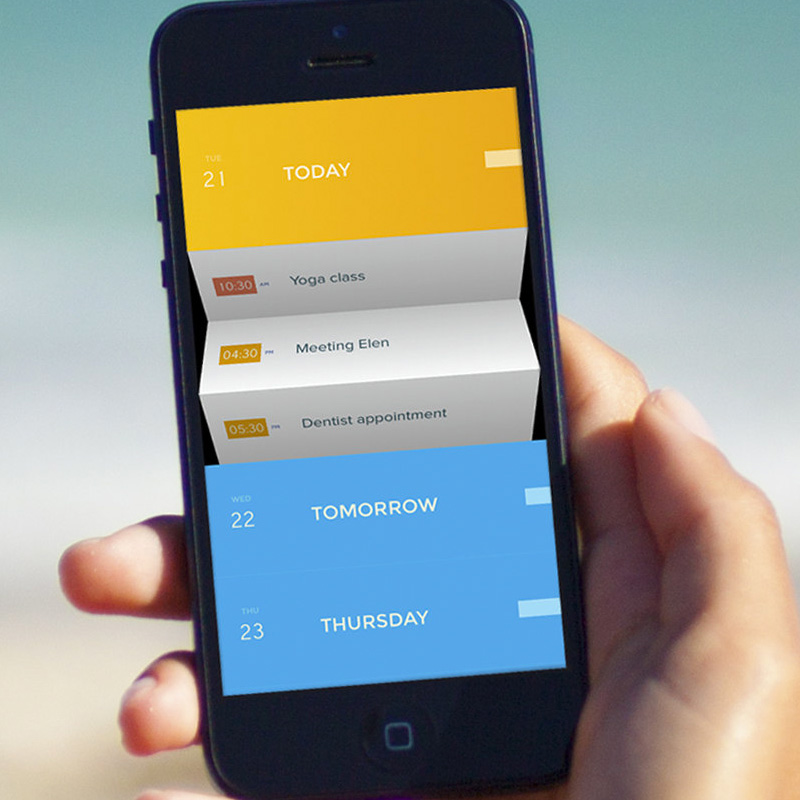 TUE
21 TODAY
10:30 AM Yoga class
04:30 PM Meeting Elen
05:30 PM Dentist appointment
WED
22 TOMORROW
THU
23 THURSDAY